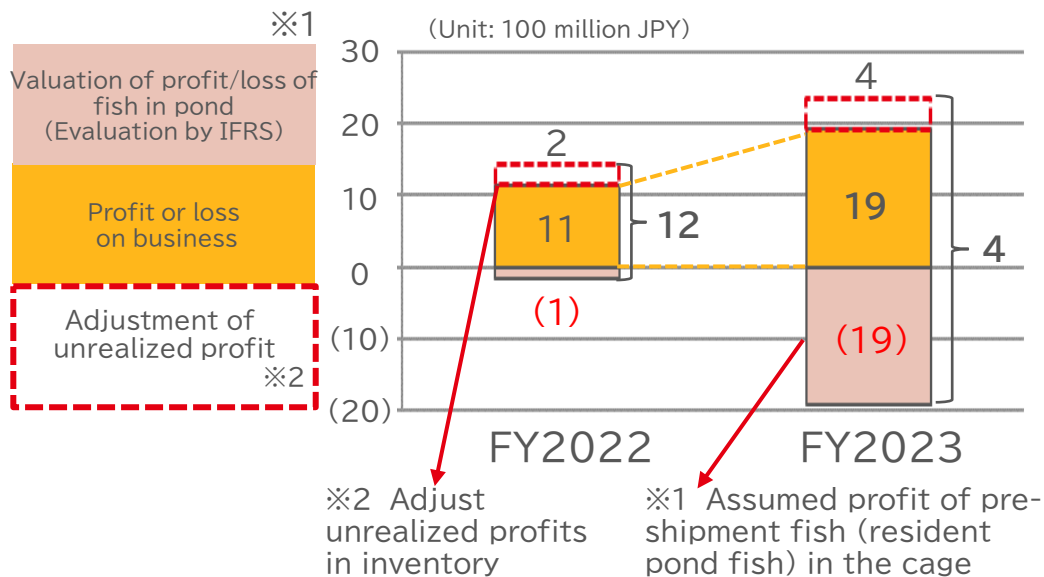 ※1
Valuation of profit/loss of
fish in pond
(Evaluation by IFRS)
Profit or loss
on business
Adjustment of
unrealized profit
※2
(Unit: 100 million JPY)
30
20
10
0
(10)
(20)
2
11
12
(1)
4
19
4
(19)
FY2022
FY2023
※2 Adjust
unrealized profits
in inventory
※1 Assumed profit of pre-
shipment fish (resident
pond fish) in the cage